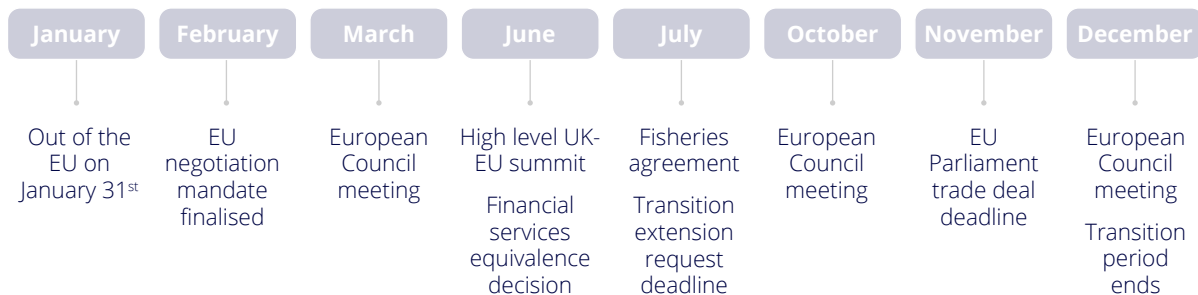 January
Out of the
EU on
January 31st
February
EU
negotiation
mandate
finalised
March
European
Council
meeting
June
High level UK-
EU summit
Financial
services
equivalence
decision
July
Fisheries
agreement
Transition
extension
request
deadline
October
European
Council
meeting
November
EU
Parliament
trade deal
deadline
December
European
Council
meeting
Transition
period
ends